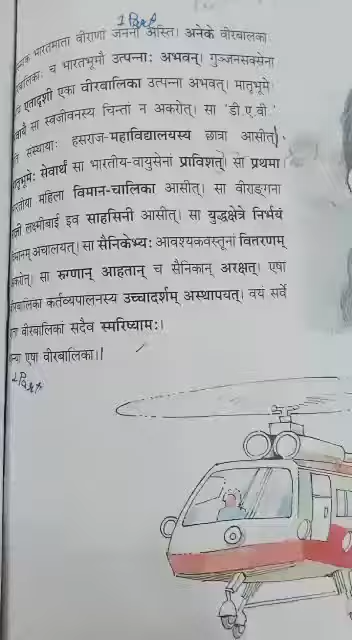 1 Part
भारतमाता वीराणां जननी अस्ति। अनेके वीरबालकाः
च भारतभूमौ उत्पन्नाः अभवन्। गुञ्जनसक्सेना
एतादृशी एका वीरबालिका उत्पन्ना अभवत्। मातृभूमेः
सा स्वजीवनस्य चिन्तां न अकरोत्। सा 'डी.ए.वी.'
संस्थायाः हंसराज-महाविद्यालयस्य छात्रा आसीत्।
सेवार्थं सा भारतीय-वायुसेनां प्राविशत्। सा प्रथमा
महिला विमान-चालिका आसीत्। सा वीराङ्गना
लक्ष्मीबाई इव साहसिनी आसीत्। सा युद्धक्षेत्रे निर्भयं
अचालयत्। सा सैनिकेभ्यः आवश्यकवस्तूनां वितरणम्
सा रुग्णान् आहतान् च सैनिकान् अरक्षत्। एषा
कर्तव्यपालनस्य उच्चादर्शम् अस्थापयत्। वयं सर्वे
वीरबालिकां सदैव स्मरिष्यामः।
एषा वीरबालिका।।
Part